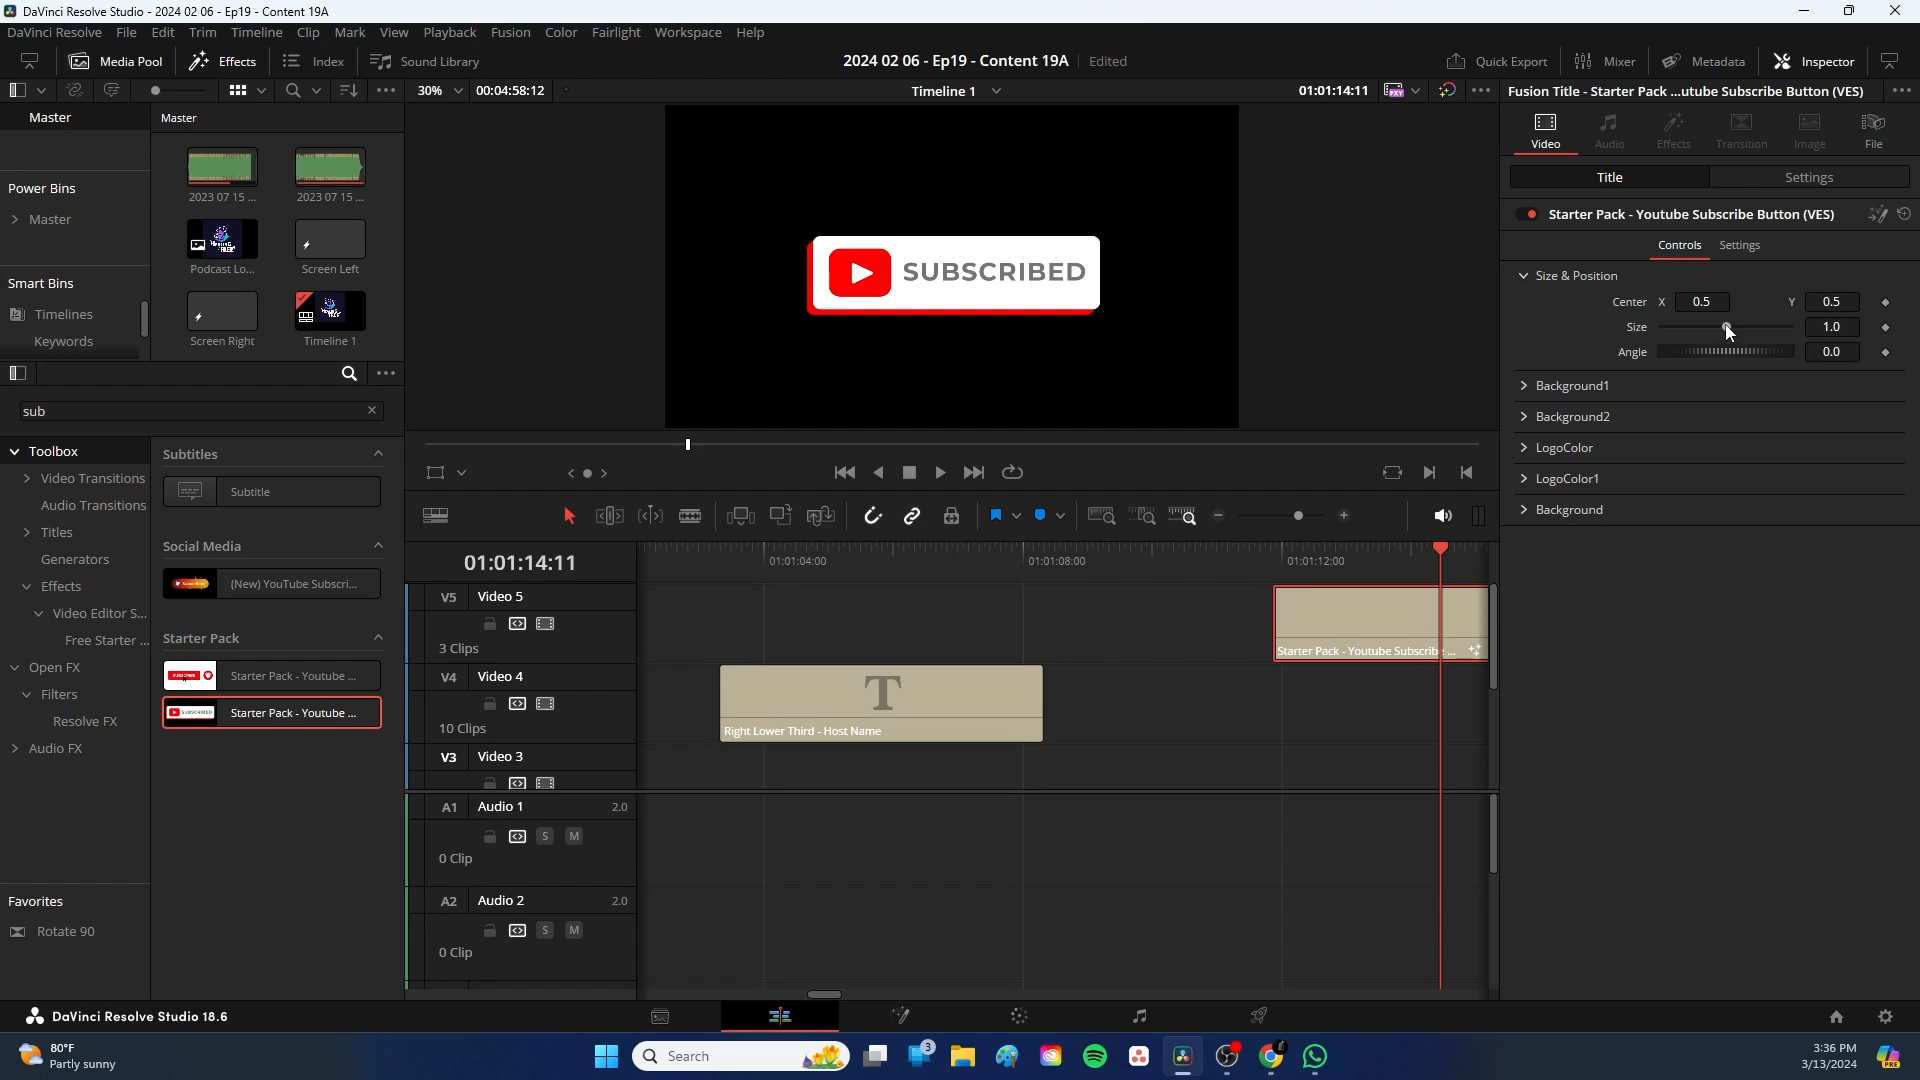 DaVinci Resolve Studio - 2024 02 06 - Ep19 - Content 19A
DaVinci Resolve File Edit Trim Timeline Clip Mark View Playback Fusion Color Fairlight Workspace Help
Media Pool Effects Index Sound Library 2024 02 06 - Ep19 - Content 19A Edited Quick Export Mixer Metadata Inspector
30% 00:04:58:12 Timeline 1 01:01:14:11 Fusion Title - Starter Pack ...utube Subscribe Button (VES)
Master
Master
Power Bins
Master
Smart Bins
Timelines
Keywords
2023 07 15 ... 2023 07 15 ...
Podcast Lo... Screen Left
Screen Right Timeline 1
SUBSCRIBED
Video Audio Effects Transition Image File
Title Settings
Starter Pack - Youtube Subscribe Button (VES)
Controls Settings
Size & Position
Center X 0.5 Y 0.5
Size 1.0
Angle 0.0
Background1
Background2
LogoColor
LogoColor1
Background
sub
Toolbox
Video Transitions
Audio Transitions
Titles
Generators
Effects
Video Editor S...
Free Starter ...
Open FX
Filters
Resolve FX
Audio FX
Favorites
Rotate 90
Subtitles
Subtitle
Social Media
(New) YouTube Subscri...
Starter Pack
Starter Pack - Youtube ...
SUBSCRIBED Starter Pack - Youtube ...
01:01:14:11 01:01:04:00 01:01:08:00 01:01:12:00
V5 Video 5
3 Clips
Starter Pack - Youtube Subscribe ...
V4 Video 4
10 Clips
T
Right Lower Third - Host Name
V3 Video 3
A1 Audio 1 2.0
S M
0 Clip
A2 Audio 2 2.0
S M
0 Clip
DaVinci Resolve Studio 18.6
80°F
Partly sunny
Search
3
3:36 PM
3/13/2024